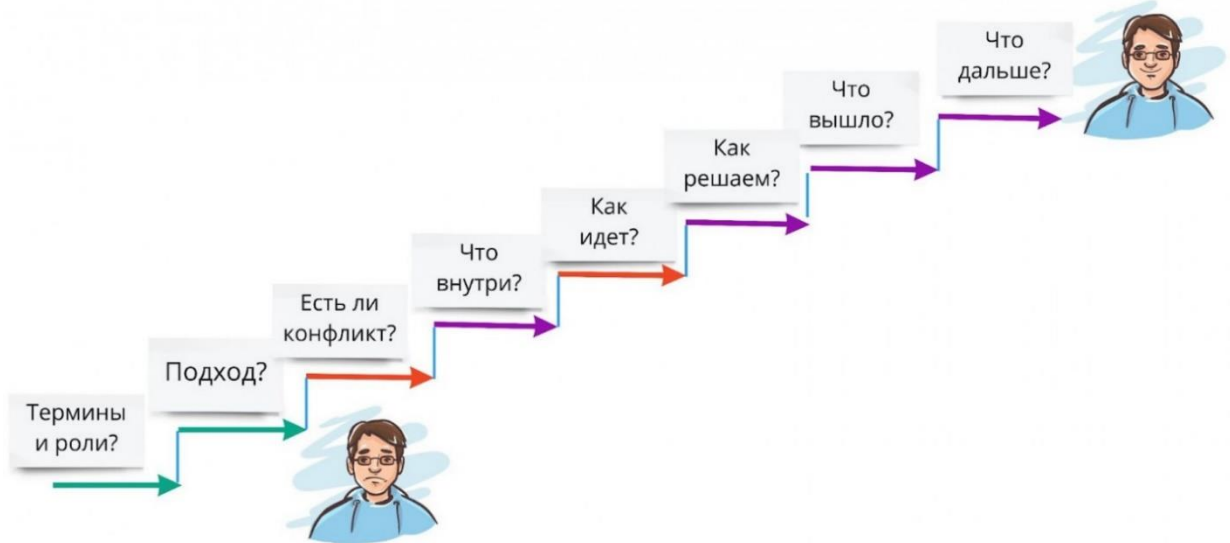 Термины
и роли?
Подход?
Есть ли
конфликт?
Что
внутри?
Как
идет?
Как
решаем?
Что
вышло?
Что
дальше?